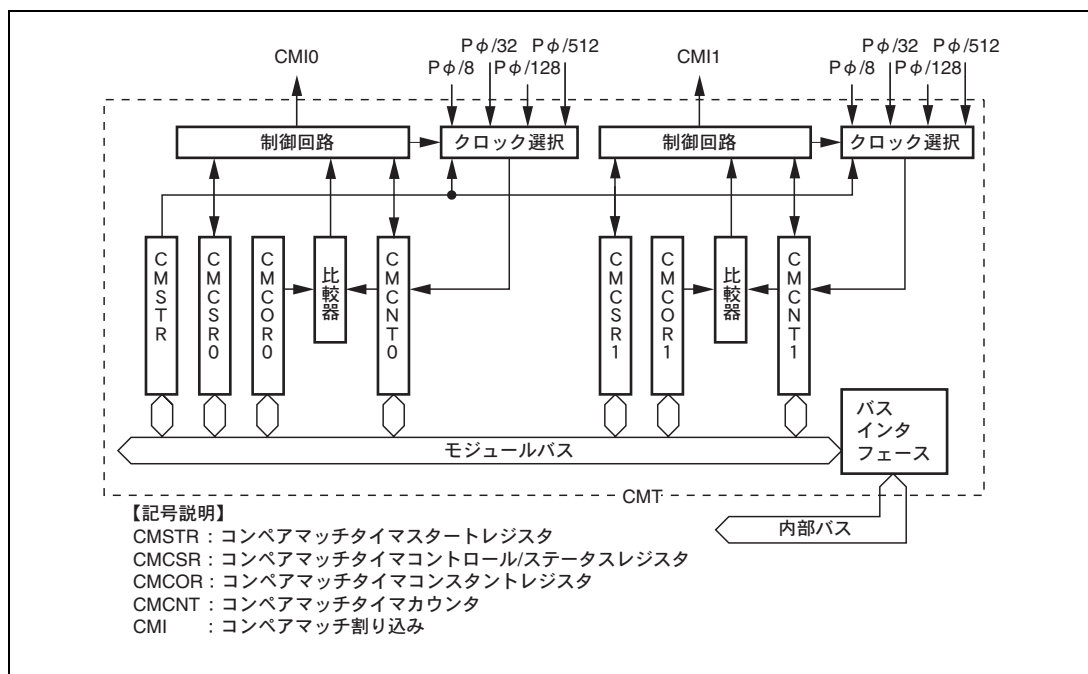 Pφ/32 Pφ/512
CMI0
Pφ/8 Pφ/128
Pφ/32 Pφ/512
CMI1
Pφ/8 Pφ/128
制御回路
クロック選択
制御回路
クロック選択
CMSTR
CMCSR0
CMCOR0
比較器
CMCNT0
CMCSR1
CMCOR1
比較器
CMCNT1
バス
インタ
フェース
モジュールバス
CMT
内部バス
【記号説明】
CMSTR：コンペアマッチタイマスタートレジスタ
CMCSR：コンペアマッチタイマコントロール/ステータスレジスタ
CMCOR：コンペアマッチタイマコンスタントレジスタ
CMCNT：コンペアマッチタイマカウンタ
CMI　：コンペアマッチ割り込み